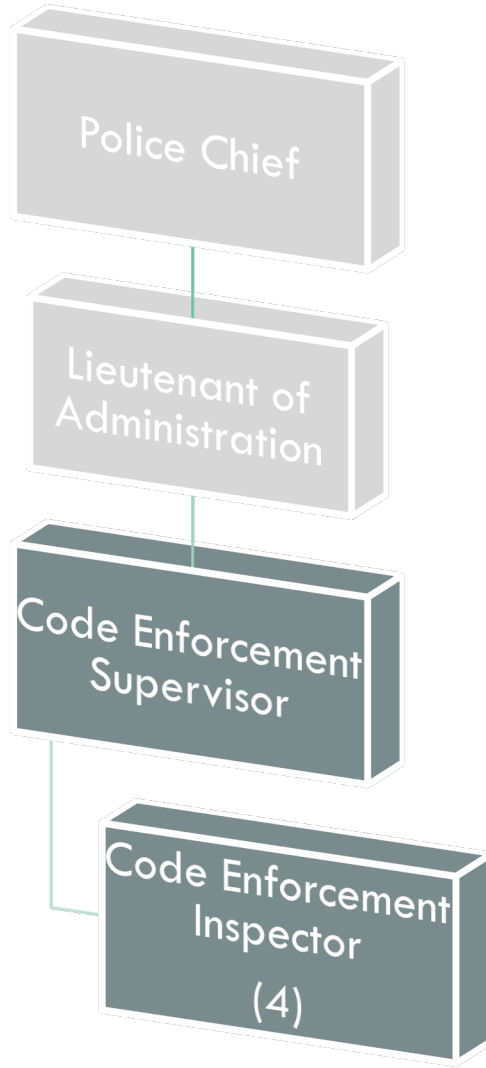 Police Chief
Lieutenant of
Administration
Code Enforcement
Supervisor
Code Enforcement
Inspector
(4)